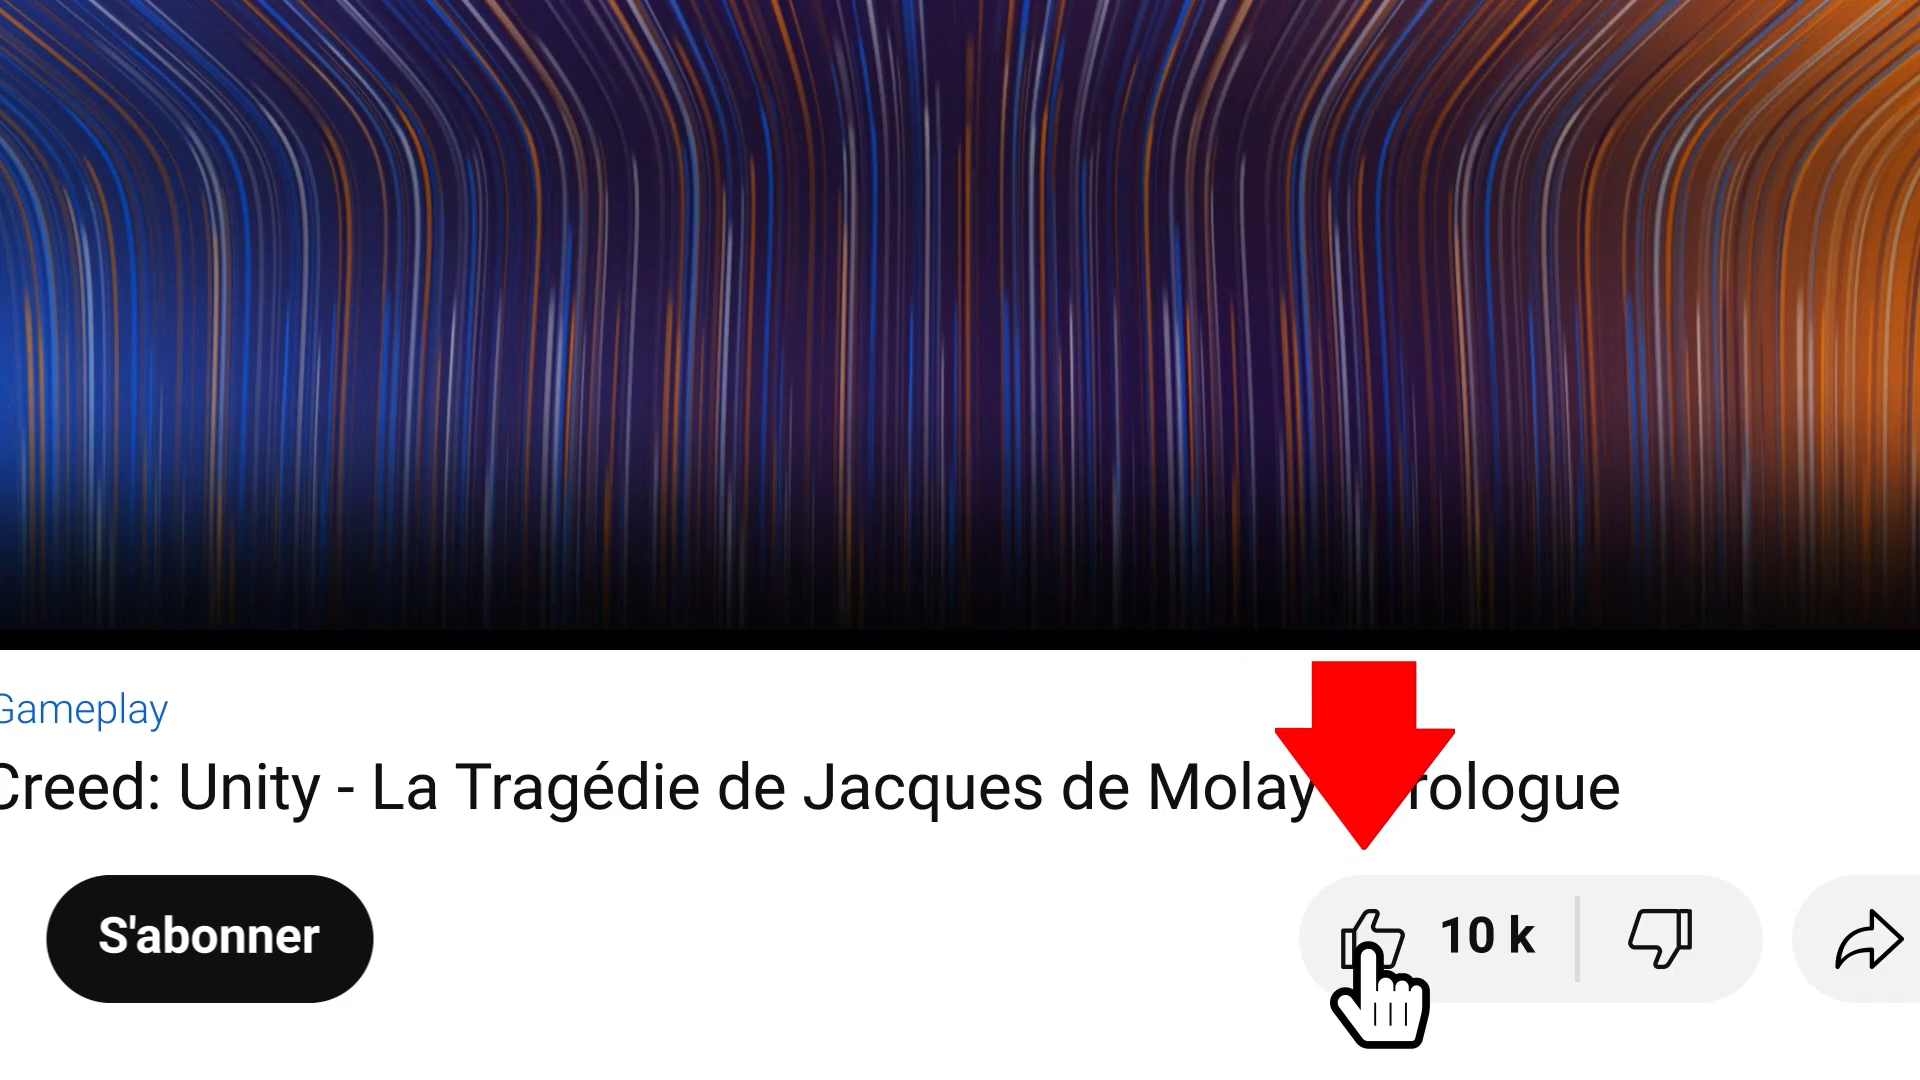 Gameplay
Creed: Unity - La Tragédie de Jacques de Molay rologue
S'abonner
10 k